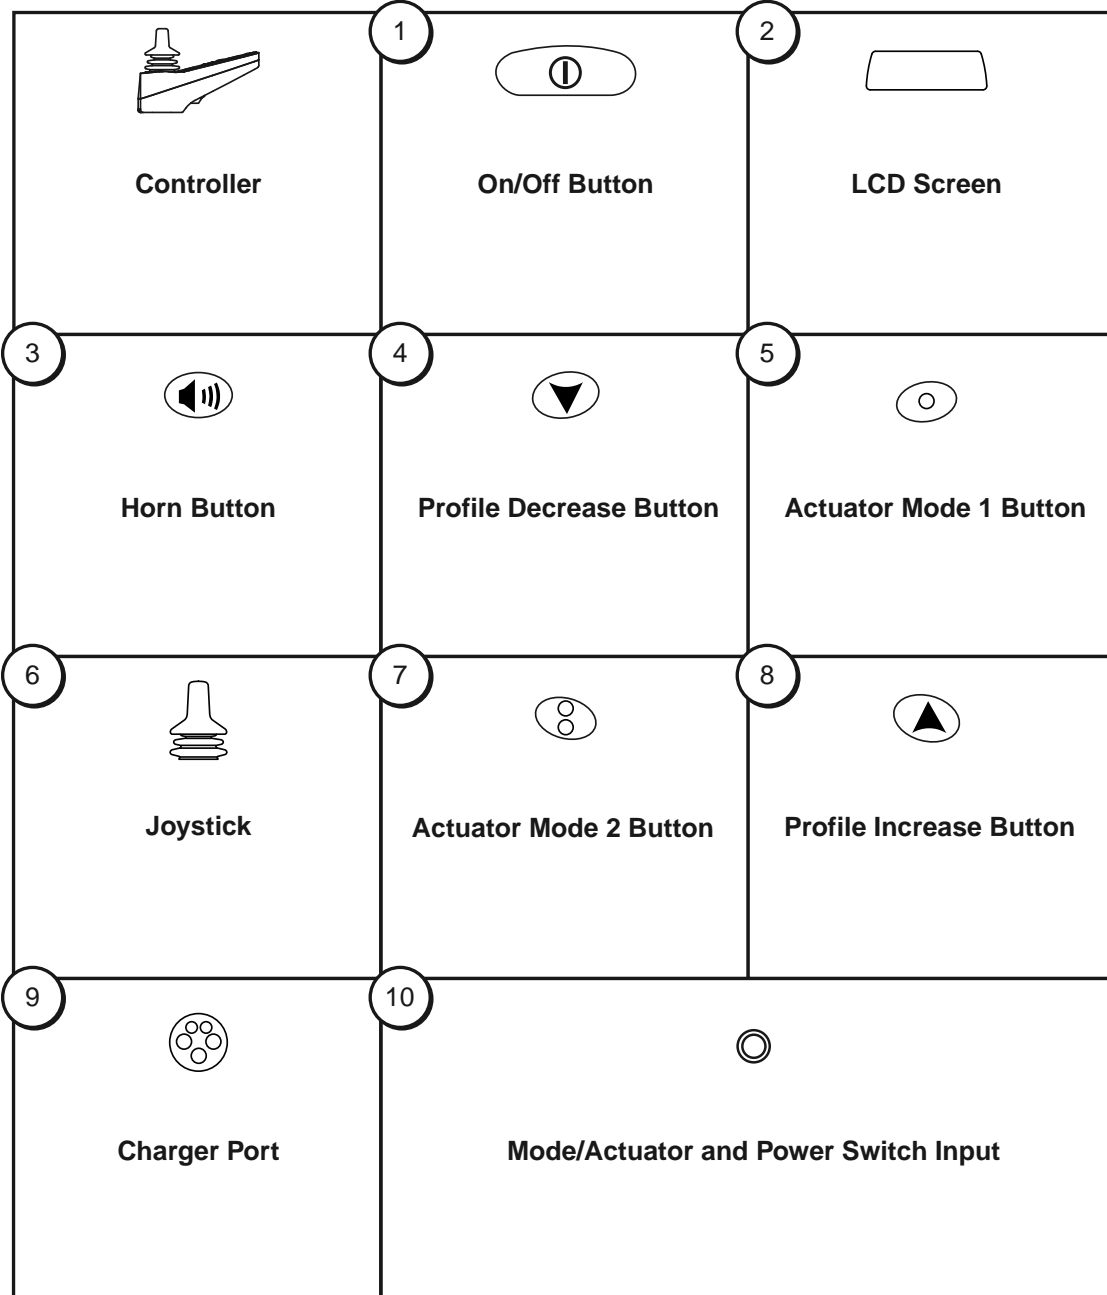 1
2
Controller
On/Off Button
LCD Screen
3
4
5
Horn Button
Profile Decrease Button
Actuator Mode 1 Button
6
7
8
Joystick
Actuator Mode 2 Button
Profile Increase Button
9
10
Charger Port
Mode/Actuator and Power Switch Input